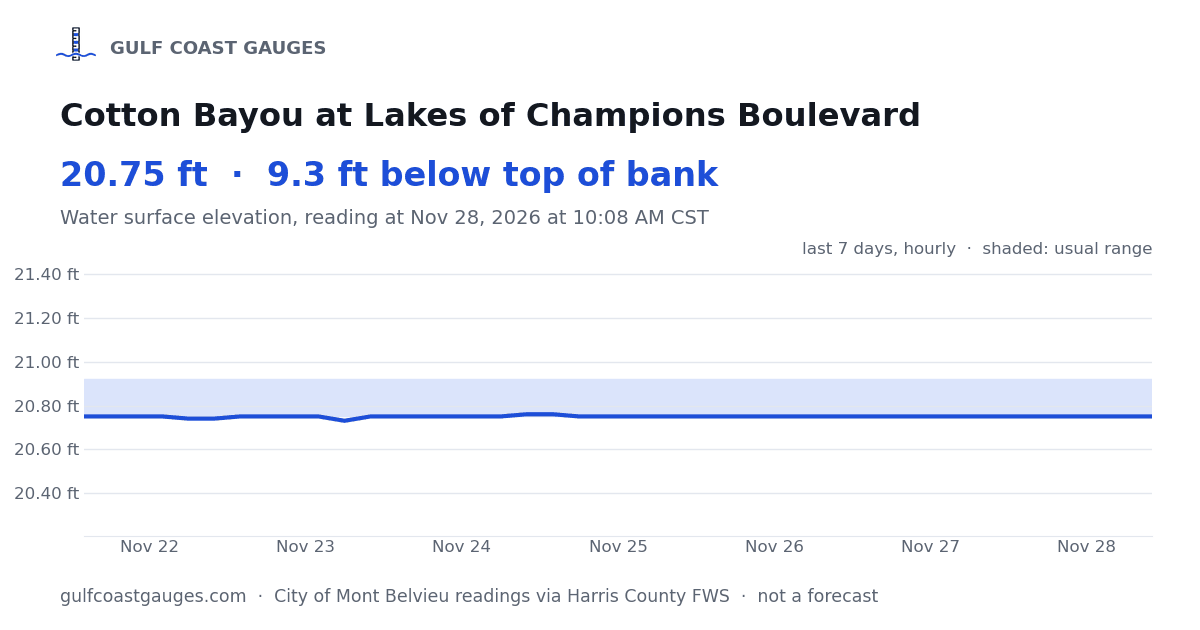 GULF COAST GAUGES
Cotton Bayou at Lakes of Champions Boulevard
20.75 ft · 9.3 ft below top of bank
Water surface elevation, reading at Nov 28, 2026 at 10:08 AM CST
last 7 days, hourly · shaded: usual range
21.40 ft
21.20 ft
21.00 ft
20.80 ft
20.60 ft
20.40 ft
Nov 22 Nov 23 Nov 24 Nov 25 Nov 26 Nov 27 Nov 28
gulfcoastgauges.com · City of Mont Belvieu readings via Harris County FWS · not a forecast